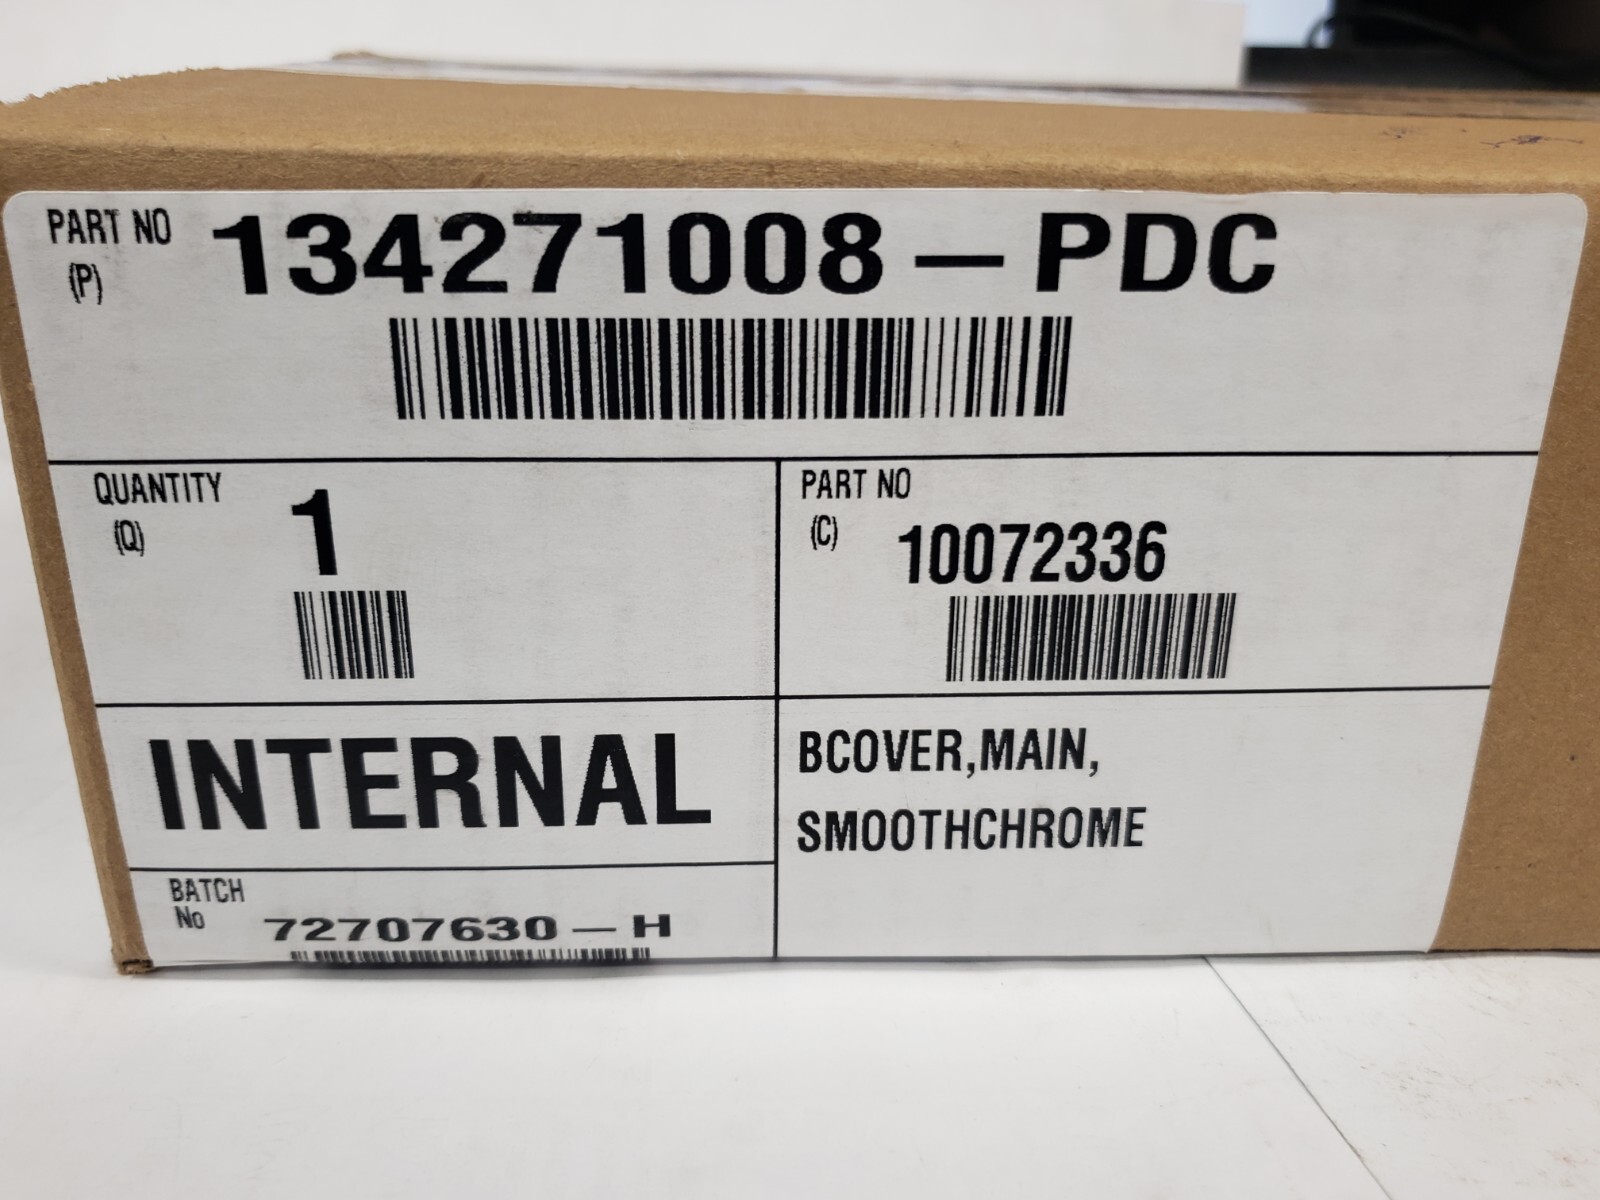 PART NO
(P)
134271008-PDC
QUANTITY
(Q)
1
PART NO
(C)
10072336
INTERNAL
BCOVER,MAIN,
SMOOTHCHROME
BATCH
No
72707630-H